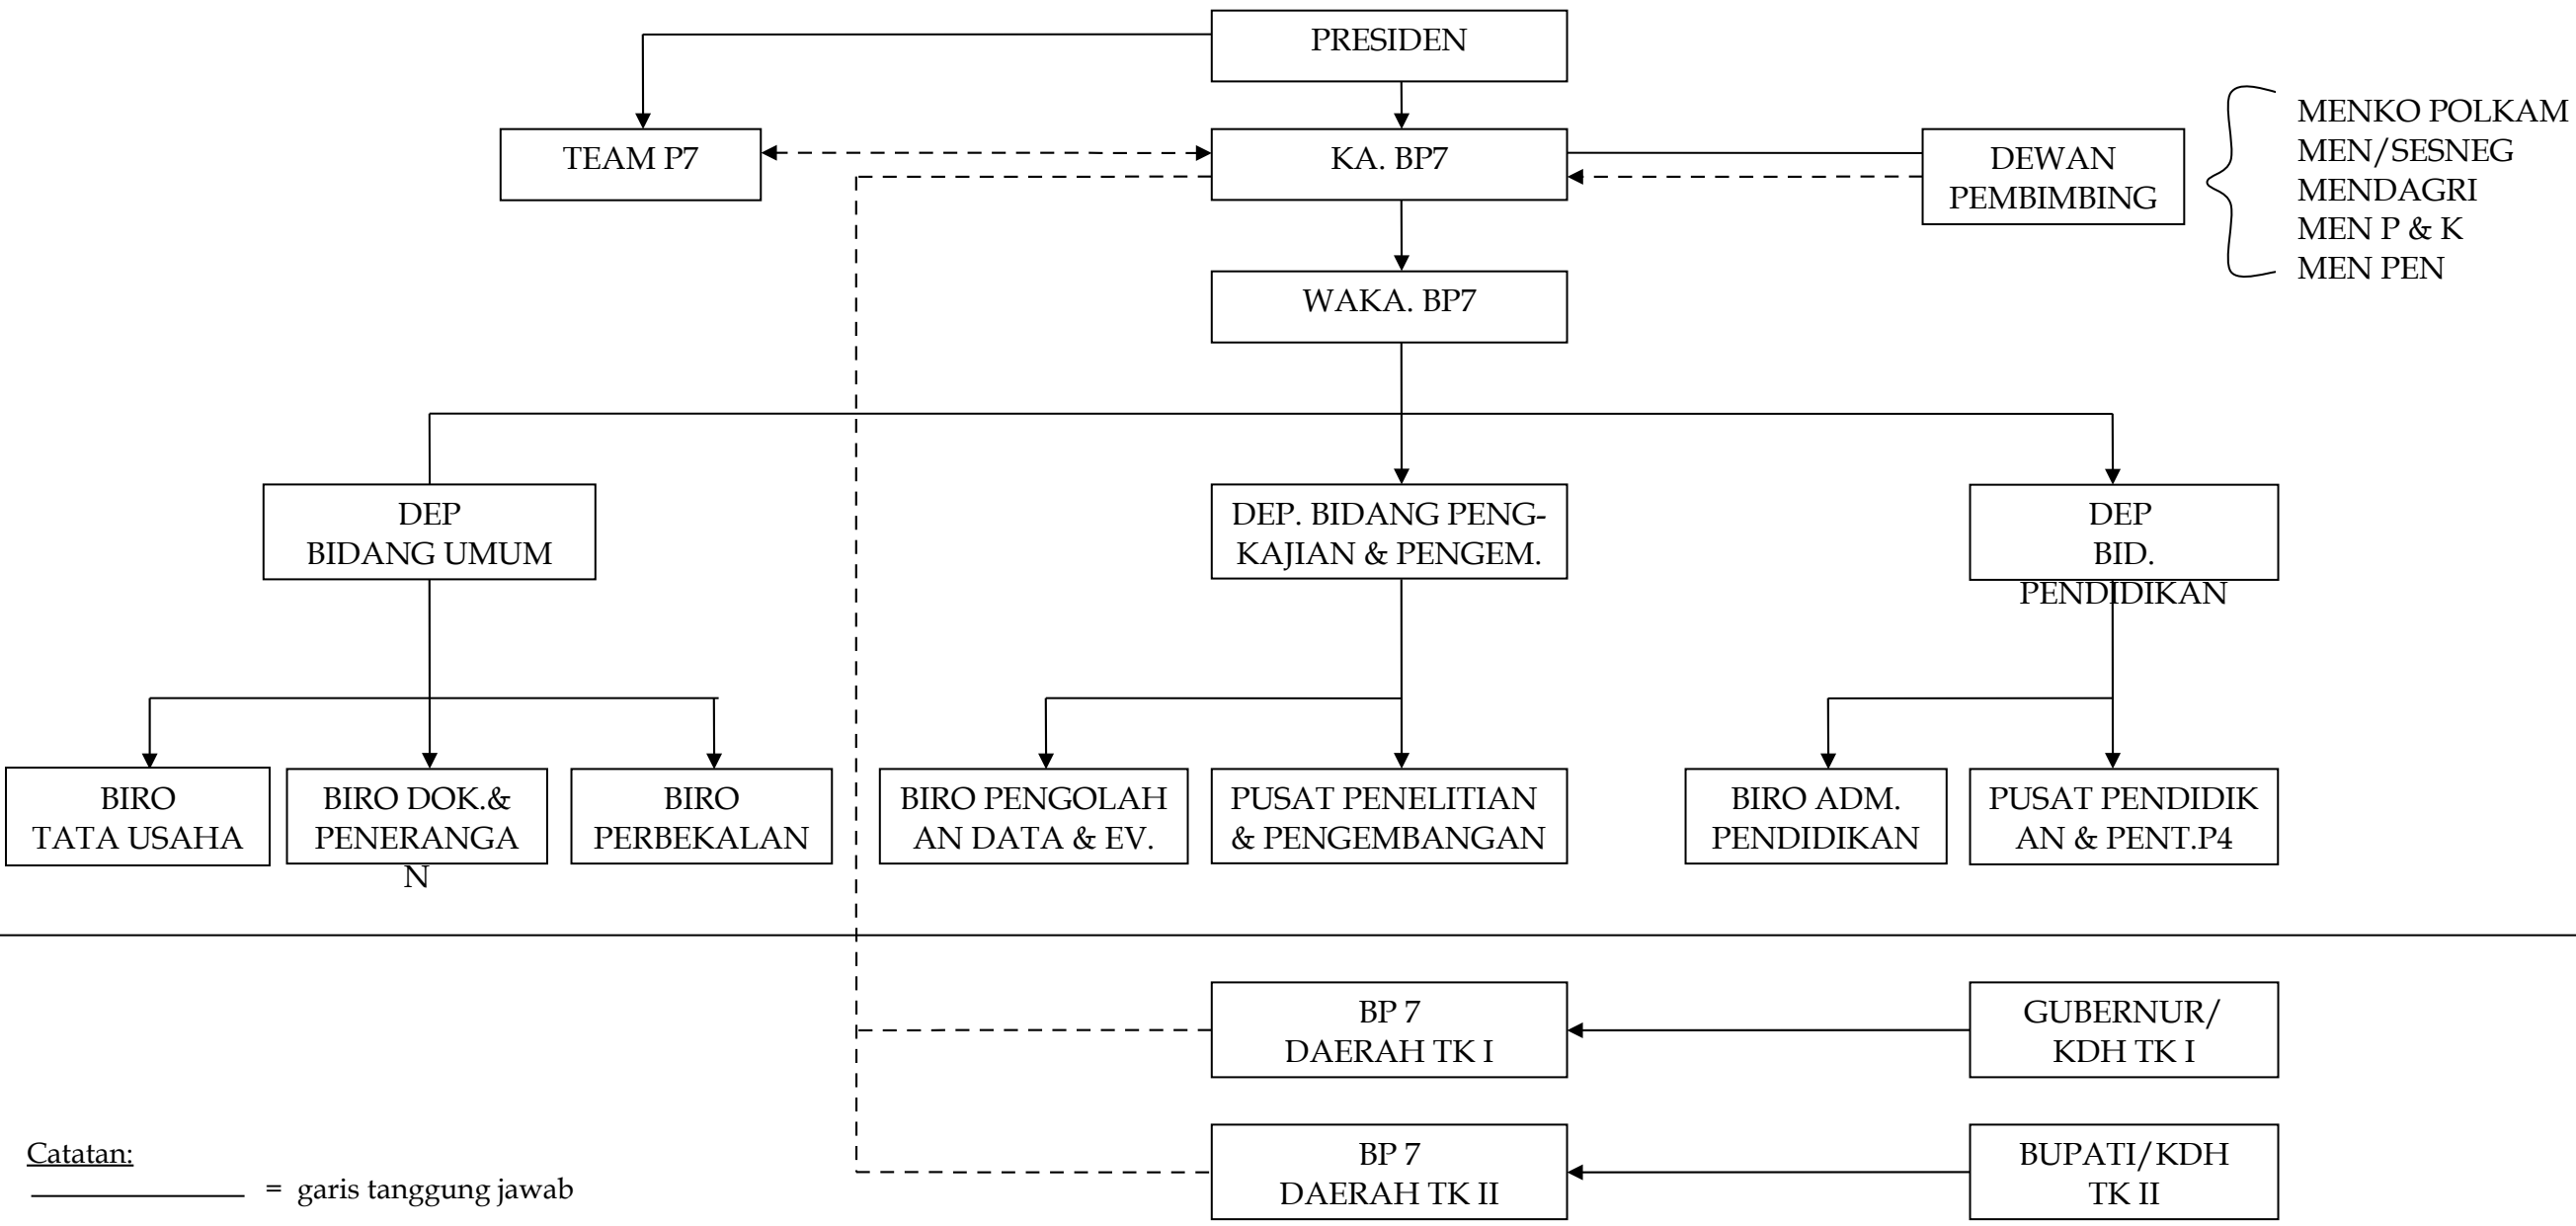 PRESIDEN
TEAM P7
KA. BP7
DEWAN
PEMBIMBING
MENKO POLKAM
MEN/SESNEG
MENDAGRI
MEN P & K
MEN PEN
WAKA. BP7
DEP
BIDANG UMUM
DEP. BIDANG PENG-
KAJIAN & PENGEM.
DEP
BID.
PENDIDIKAN
BIRO
TATA USAHA
BIRO DOK.&
PENERANGA
N
BIRO
PERBEKALAN
BIRO PENGOLAH
AN DATA & EV.
PUSAT PENELITIAN
& PENGEMBANGAN
BIRO ADM.
PENDIDIKAN
PUSAT PENDIDIK
AN & PENT.P4
BP 7
DAERAH TK I
GUBERNUR/
KDH TK I
BP 7
DAERAH TK II
BUPATI/KDH
TK II
Catatan:
= garis tanggung jawab